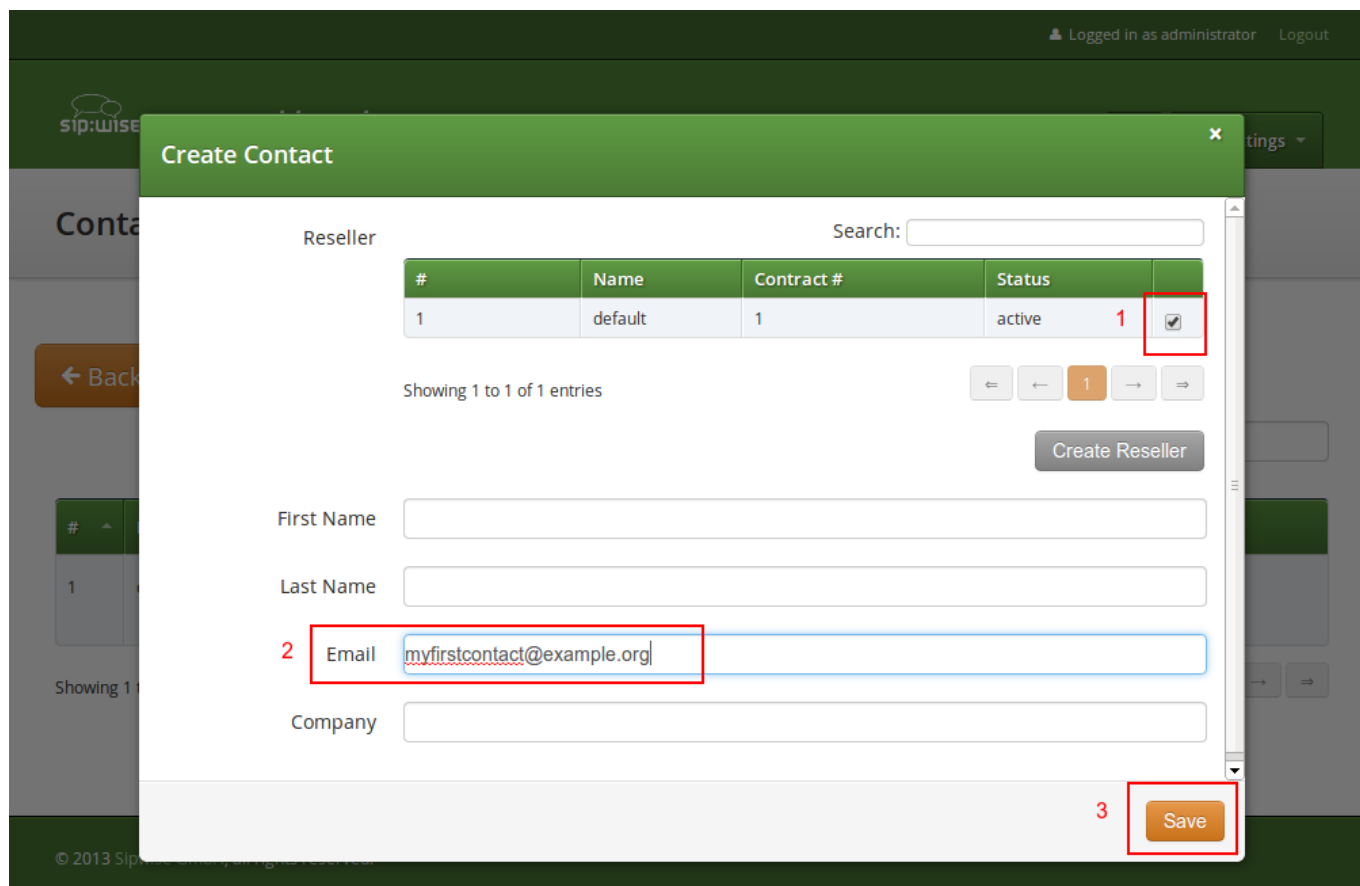 Logged in as administrator Logout
sip:wise
tings
Create Contact ×
Conta
Reseller
Search:
# Name Contract # Status
1 default 1 active 1
← Back
Showing 1 to 1 of 1 entries
⇐ ← 1 → ⇒
Create Reseller
#
First Name
1
Last Name
2 Email myfirstcontact@example.org
Showing 1
→ ⇒
Company
3 Save
© 2013 Sipwise GmbH, all rights reserved.